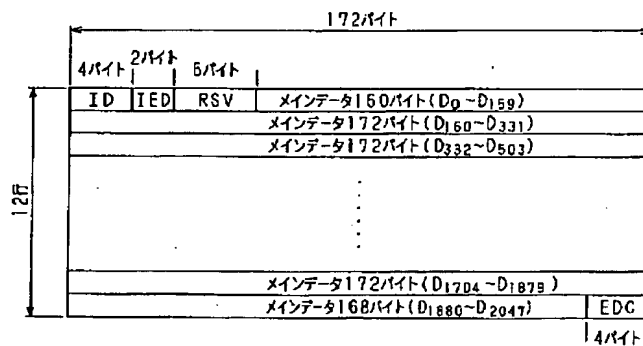 172バイト
4バイト 2バイト 6バイト
ID IED RSV メインデータ160バイト(D0~D159)
メインデータ172バイト(D160~D331)
メインデータ172バイト(D332~D503)
12行
メインデータ172バイト(D1704~D1879)
メインデータ168バイト(D1880~D2047) EDC
4バイト